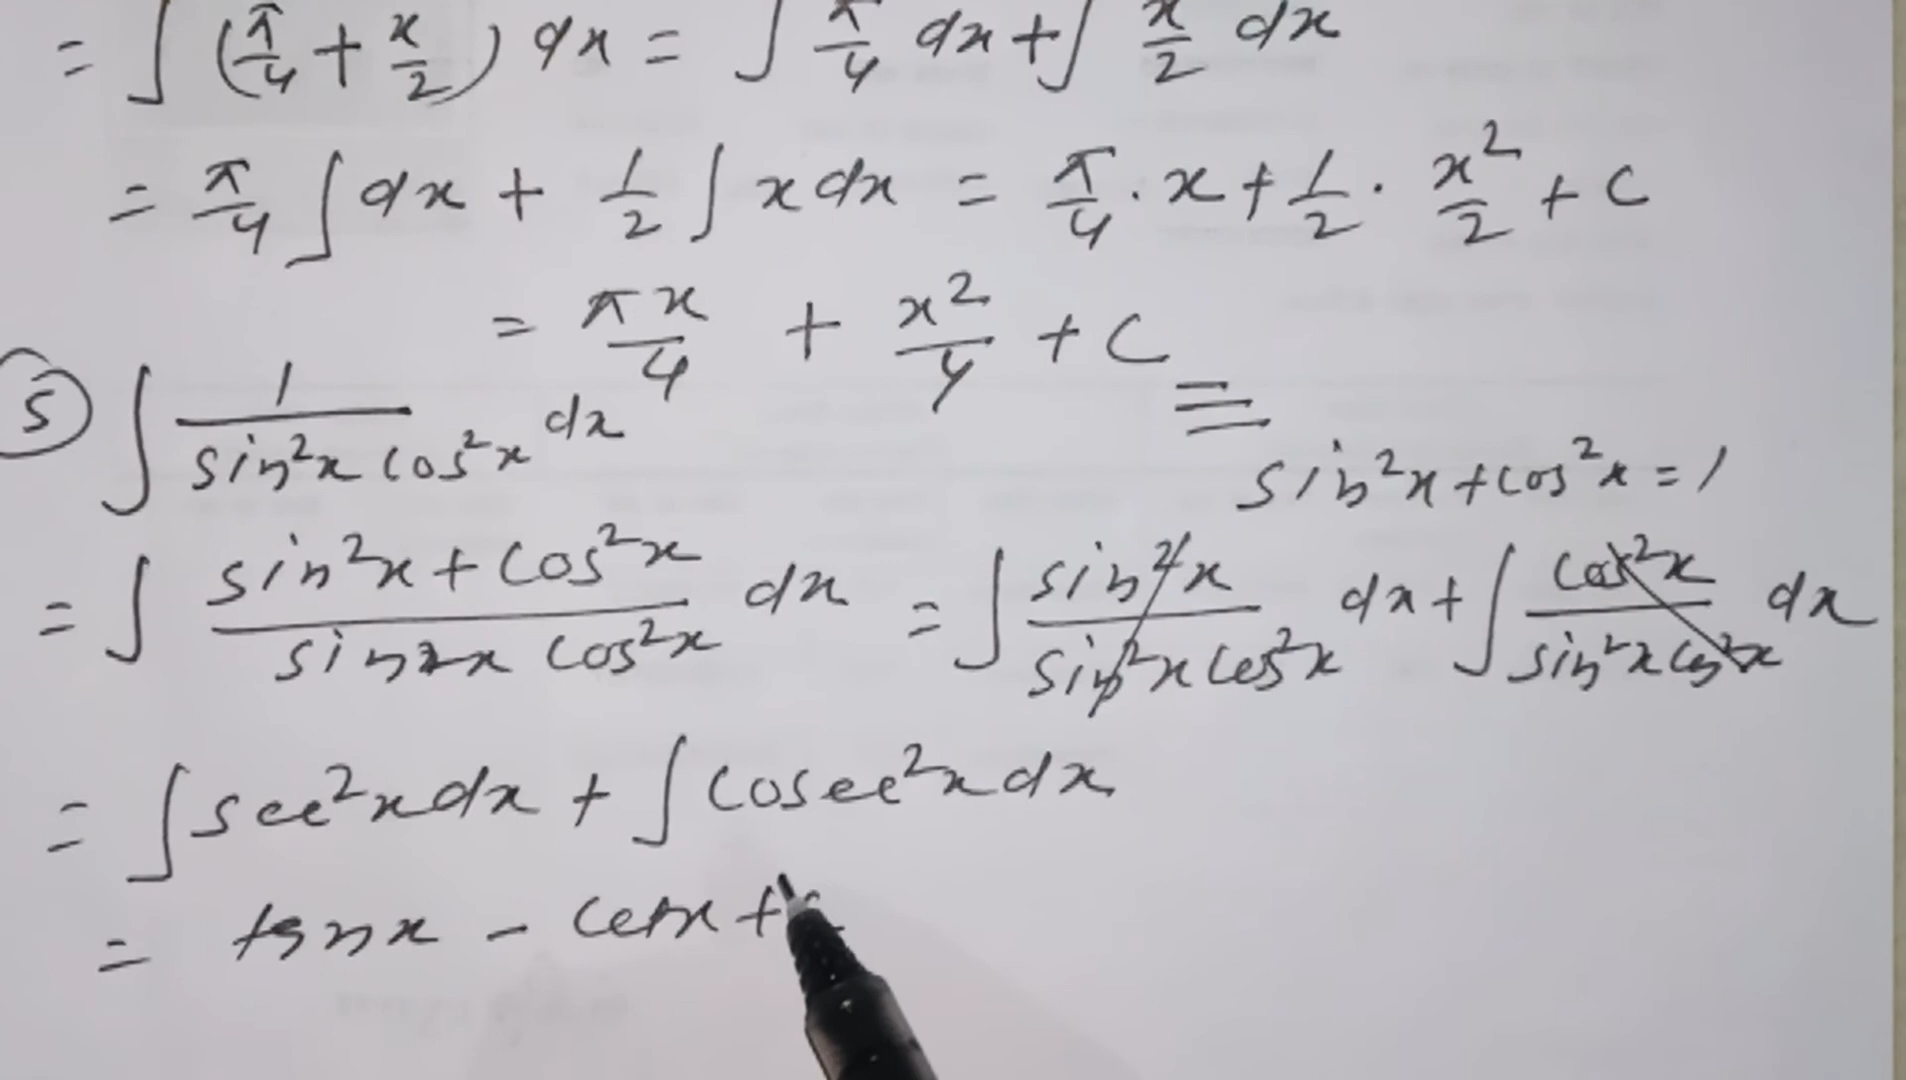 = ∫ (π/4 + x/2) dx = ∫ π/4 dx + ∫ x/2 dx
= π/4 ∫ dx + 1/2 ∫ x dx = π/4 . x + 1/2 . x²/2 + C
= πx/4 + x²/4 + C
(5) ∫ 1/(sin²x cos²x) dx
sin²x + cos²x = 1
= ∫ (sin²x + cos²x)/(sin²x cos²x) dx = ∫ sin²x/(sin²x cos²x) dx + ∫ cos²x/(sin²x cos²x) dx
= ∫ sec²x dx + ∫ cosec²x dx
= tanx - cotx + c